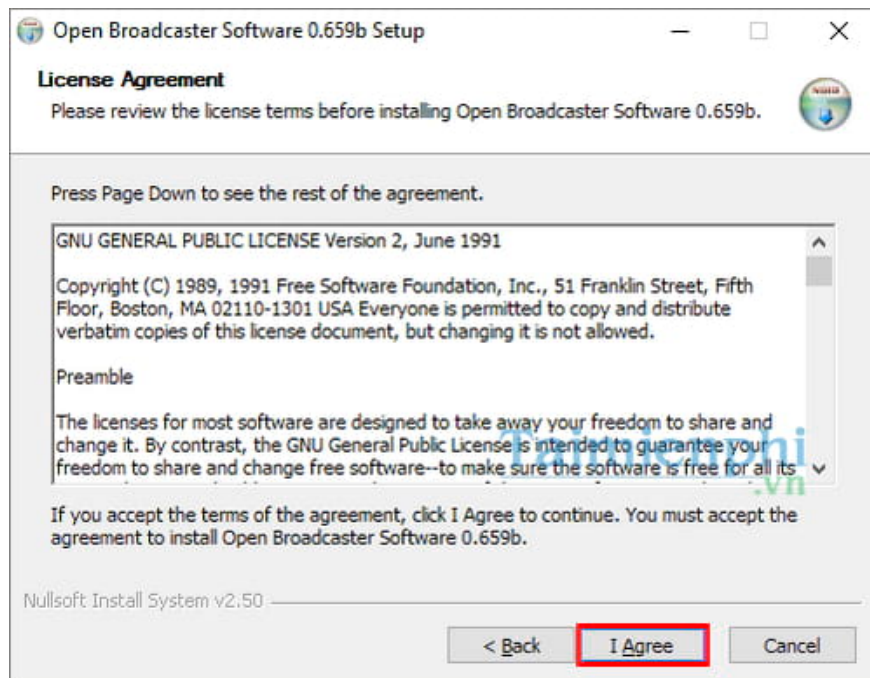 Open Broadcaster Software 0.659b Setup
License Agreement
Please review the license terms before installing Open Broadcaster Software 0.659b.
Press Page Down to see the rest of the agreement.
GNU GENERAL PUBLIC LICENSE Version 2, June 1991
Copyright (C) 1989, 1991 Free Software Foundation, Inc., 51 Franklin Street, Fifth
Floor, Boston, MA 02110-1301 USA Everyone is permitted to copy and distribute
verbatim copies of this license document, but changing it is not allowed.
Preamble
The licenses for most software are designed to take away your freedom to share and
change it. By contrast, the GNU General Public License is intended to guarantee your
freedom to share and change free software--to make sure the software is free for all its
Taimienphi
.vn
If you accept the terms of the agreement, click I Agree to continue. You must accept the
agreement to install Open Broadcaster Software 0.659b.
Nullsoft Install System v2.50
< Back
I Agree
Cancel